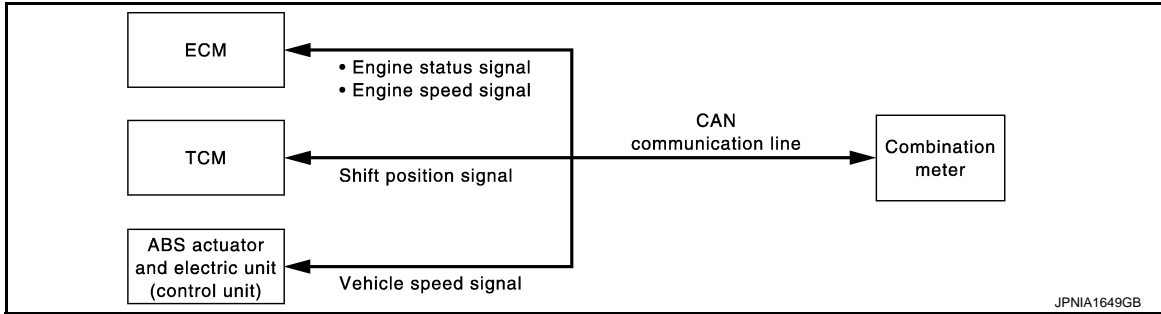 ECM
• Engine status signal
• Engine speed signal
CAN
communication line
TCM
Shift position signal
Combination
meter
ABS actuator
and electric unit
(control unit)
Vehicle speed signal
JPNIA1649GB